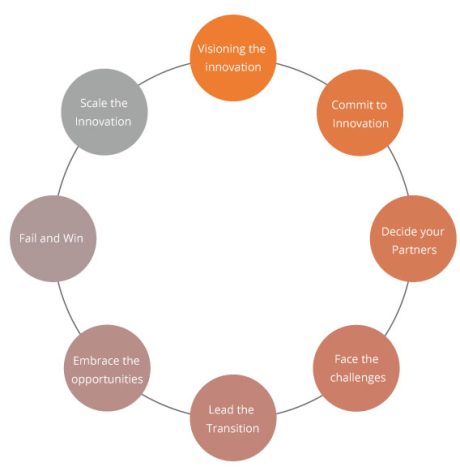 Visioning the
innovation
Commit to
Innovation
Decide your
Partners
Face the
challenges
Lead the
Transition
Embrace the
opportunities
Fail and Win
Scale the
Innovation